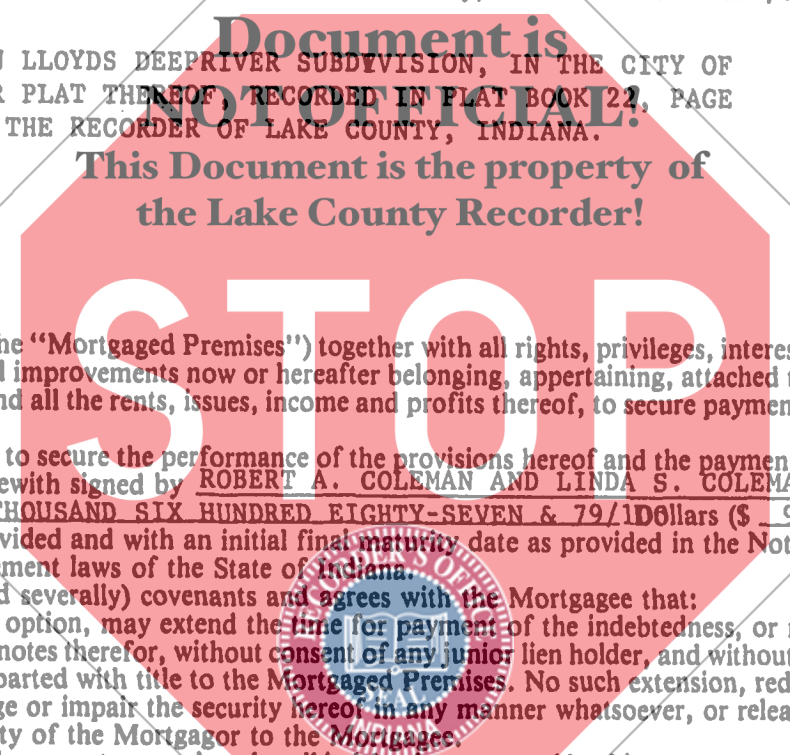 Document is
LLOYDS DEEPRIVER SUBDIVISION, IN THE CITY OF
NOT OFFICIAL!
PLAT THEREOF, RECORDED IN PLAT BOOK 22, PAGE
THE RECORDER OF LAKE COUNTY, INDIANA.
This Document is the property of
the Lake County Recorder!
STOP
he “Mortgaged Premises”) together with all rights, privileges, interes
improvements now or hereafter belonging, appertaining, attached
nd all the rents, issues, income and profits thereof, to secure paymen
to secure the performance of the provisions hereof and the paymen
ewith signed by ROBERT A. COLEMAN AND LINDA S. COLEMA
THOUSAND SIX HUNDRED EIGHTY-SEVEN & 79/100 Dollars ($ 9
vided and with an initial final maturity date as provided in the Not
ment laws of the State of Indiana.
d severally) covenants and agrees with the Mortgagee that:
option, may extend the time for payment of the indebtedness, or
notes therefor, without consent of any junior lien holder, and without
parted with title to the Mortgaged Premises. No such extension, red
ge or impair the security hereof in any manner whatsoever, or relea
ty of the Mortgagor to the Mortgagee.
RECORDER'S OFFICE
SEAL